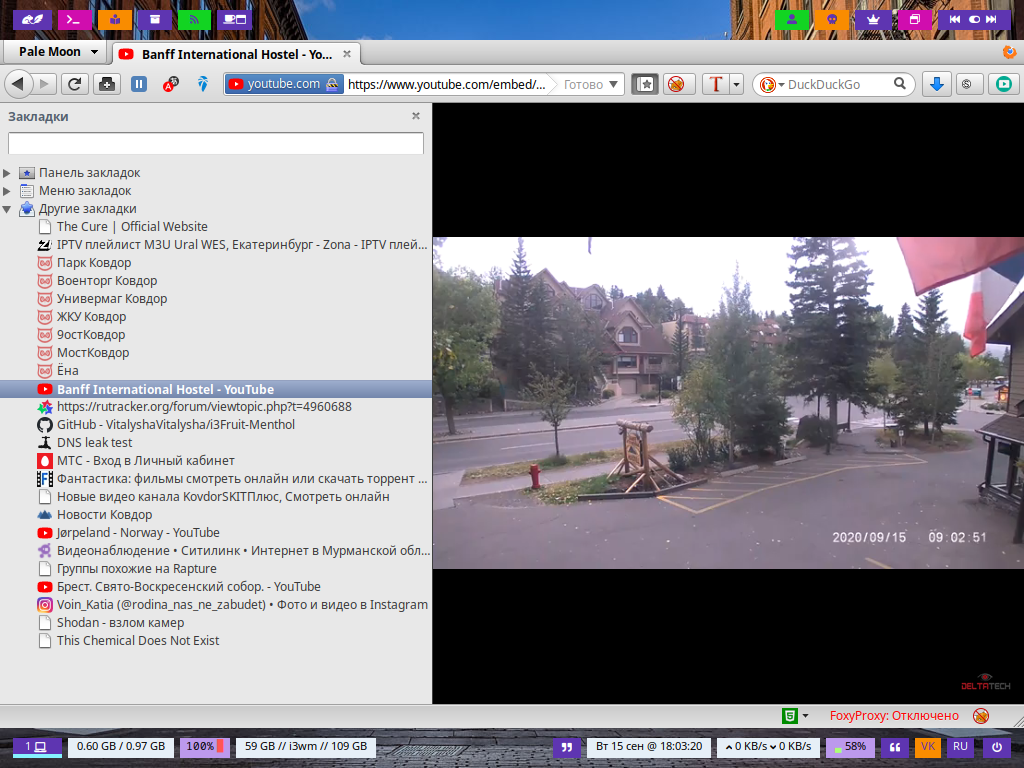 Pale Moon
Banff International Hostel - Yo...
youtube.com
https://www.youtube.com/embed/...
Готово
T
DuckDuckGo
Закладки
Панель закладок
Меню закладок
Другие закладки
The Cure | Official Website
IPTV плейлист M3U Ural WES, Екатеринбург - Zona - IPTV плей...
Парк Ковдор
Военторг Ковдор
Универмаг Ковдор
ЖКУ Ковдор
9остКовдор
МостКовдор
Ёна
Banff International Hostel - YouTube
https://rutracker.org/forum/viewtopic.php?t=4960688
GitHub - VitalyshaVitalysha/i3Fruit-Menthol
DNS leak test
МТС - Вход в Личный кабинет
Фантастика: фильмы смотреть онлайн или скачать торрент ...
Новые видео канала KovdorSKITПлюс, Смотреть онлайн
Новости Ковдор
Jørpeland - Norway - YouTube
Видеонаблюдение • Ситилинк • Интернет в Мурманской обл...
Группы похожие на Rapture
Брест. Свято-Воскресенский собор. - YouTube
Voin_Katia (@rodina_nas_ne_zabudet) • Фото и видео в Instagram
Shodan - взлом камер
This Chemical Does Not Exist
2020/09/15 09:02:51
DELTATECH
FoxyProxy: Отключено
1
0.60 GB / 0.97 GB
100%
59 GB // i3wm // 109 GB
Вт 15 сен @ 18:03:20
0 KB/s 0 KB/s
58%
VK
RU